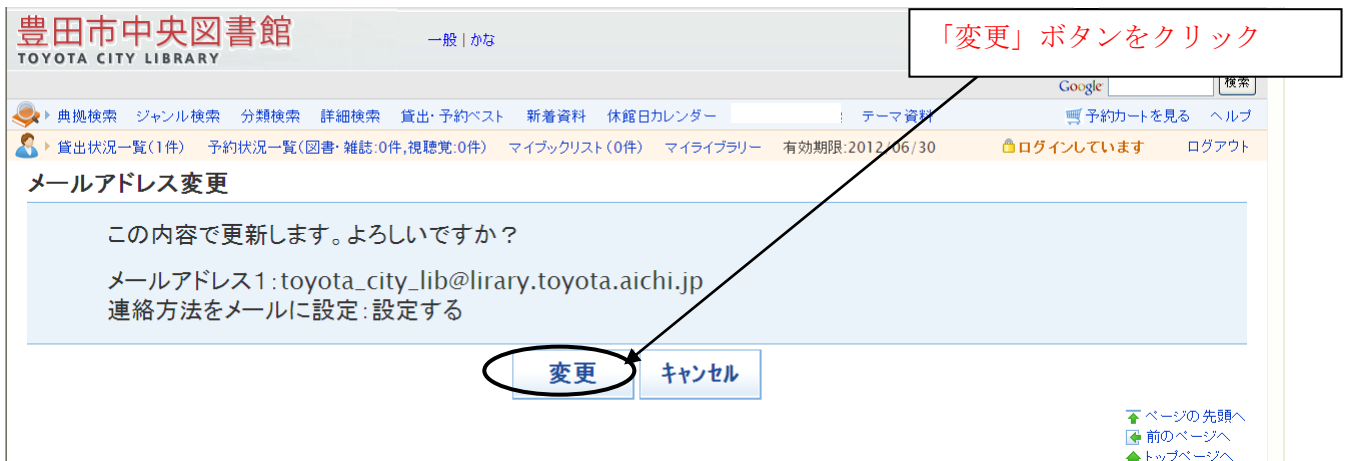 豊田市中央図書館
TOYOTA CITY LIBRARY
一般 | かな
「変更」ボタンをクリック
Google 検索
典拠検索 ジャンル検索 分類検索 詳細検索 貸出・予約ベスト 新着資料 休館日カレンダー テーマ資料 予約カートを見る ヘルプ
貸出状況一覧(1件) 予約状況一覧(図書・雑誌:0件,視聴覚:0件) マイブックリスト(0件) マイライブラリー 有効期限:2012/06/30 ログインしています ログアウト
メールアドレス変更
この内容で更新します。よろしいですか?
メールアドレス1:toyota_city_lib@lirary.toyota.aichi.jp
連絡方法をメールに設定:設定する
変更 キャンセル
ページの先頭へ
前のページへ
トップページへ